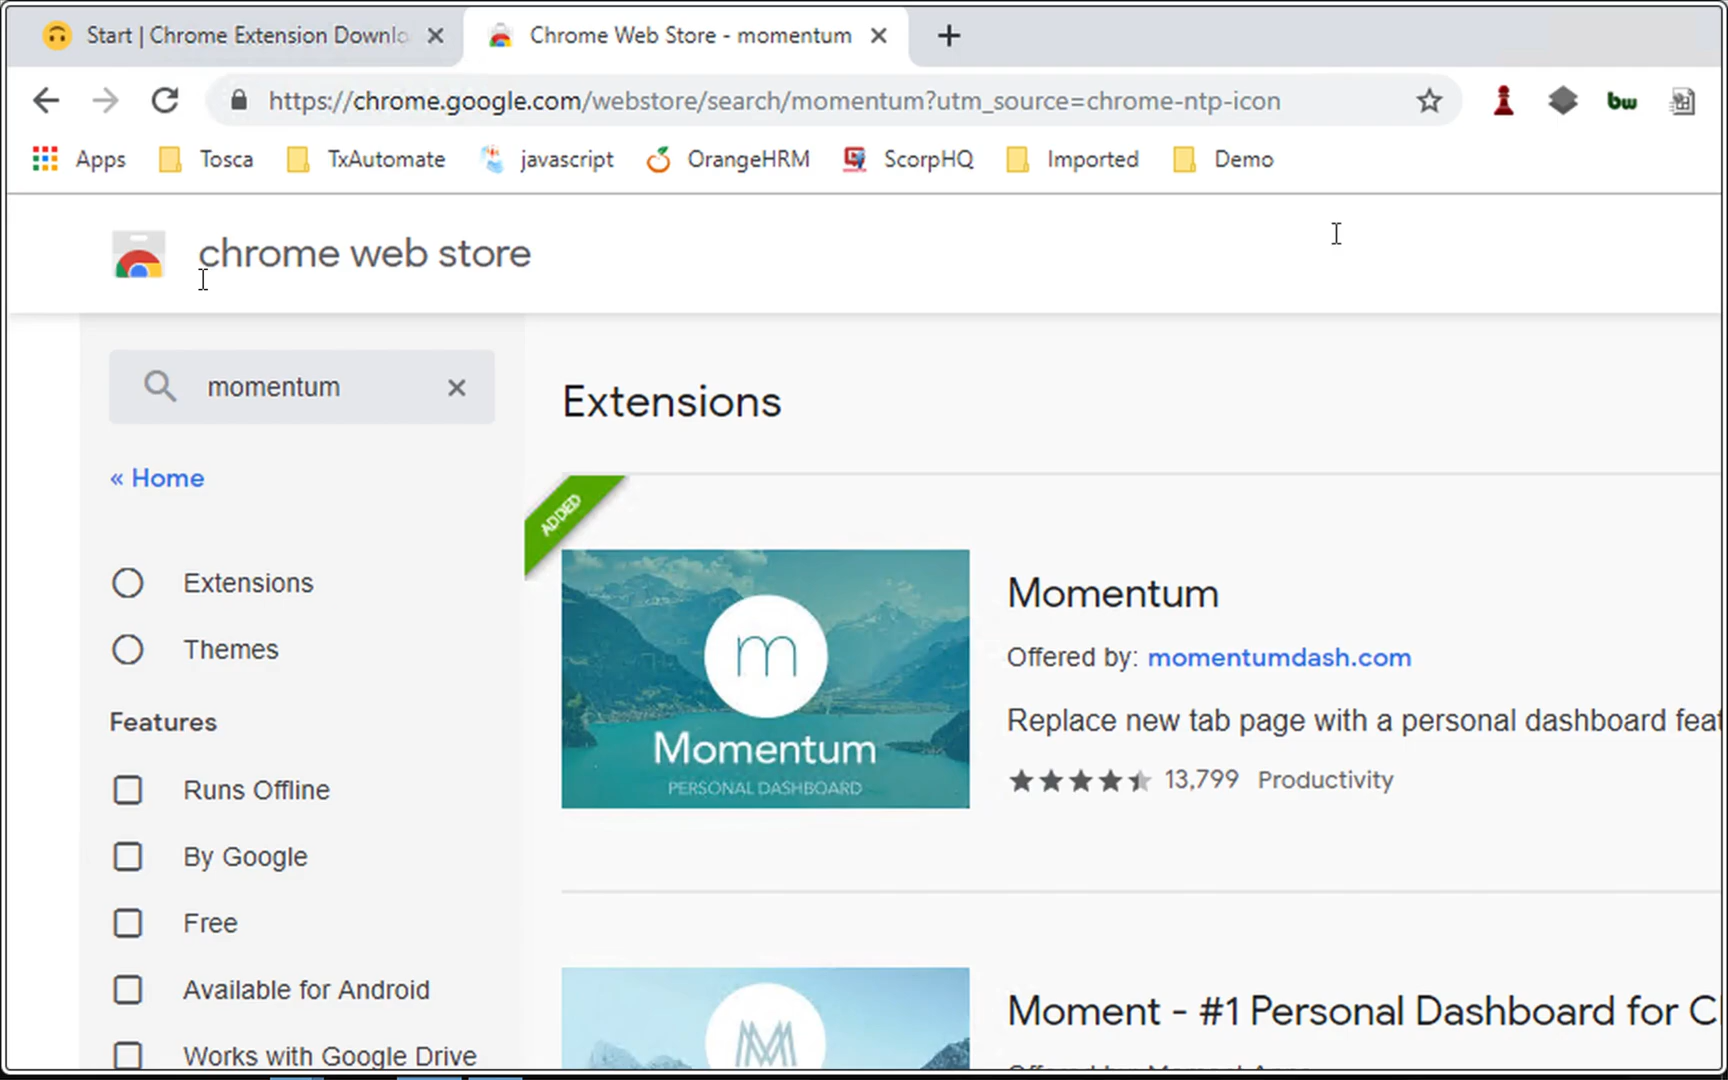 Start | Chrome Extension Downlo
Chrome Web Store - momentum
https://chrome.google.com/webstore/search/momentum?utm_source=chrome-ntp-icon
bw
Apps Tosca TxAutomate javascript OrangeHRM ScorpHQ Imported Demo
chrome web store
momentum
« Home
Extensions
Themes
Features
Runs Offline
By Google
Free
Available for Android
Works with Google Drive
Extensions
ADDED
m
Momentum
PERSONAL DASHBOARD
Momentum
Offered by: momentumdash.com
Replace new tab page with a personal dashboard feat
13,799 Productivity
Moment - #1 Personal Dashboard for C